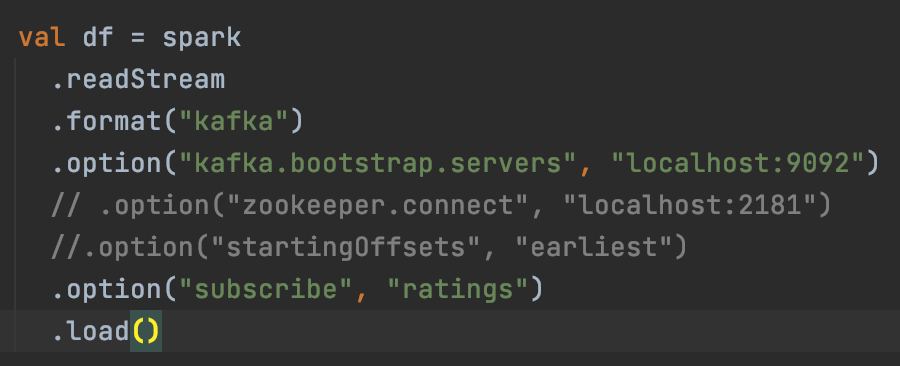 val df = spark
.readStream
.format("kafka")
.option("kafka.bootstrap.servers", "localhost:9092")
// .option("zookeeper.connect", "localhost:2181")
//.option("startingOffsets", "earliest")
.option("subscribe", "ratings")
.load()